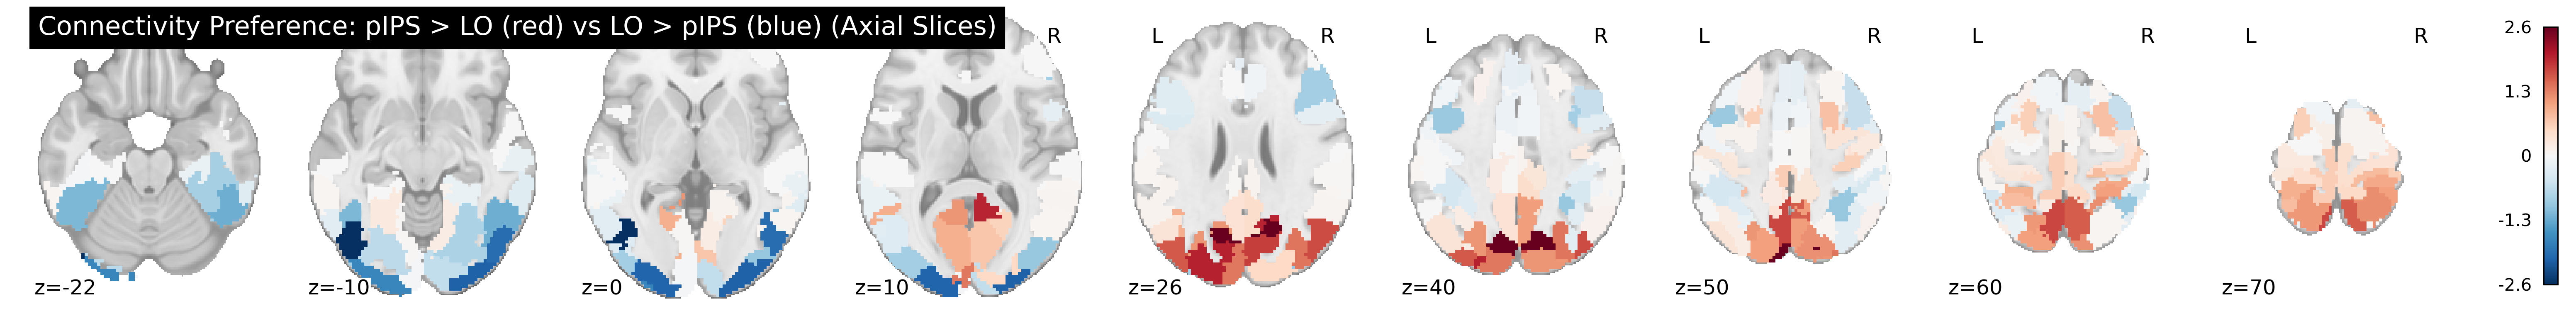 Connectivity Preference: pIPS > LO (red) vs LO > pIPS (blue) (Axial Slices)
R
L R
L R
L R
L R
L R
2.6
1.3
0
-1.3
-2.6
z=-22 z=-10 z=0 z=10 z=26 z=40 z=50 z=60 z=70